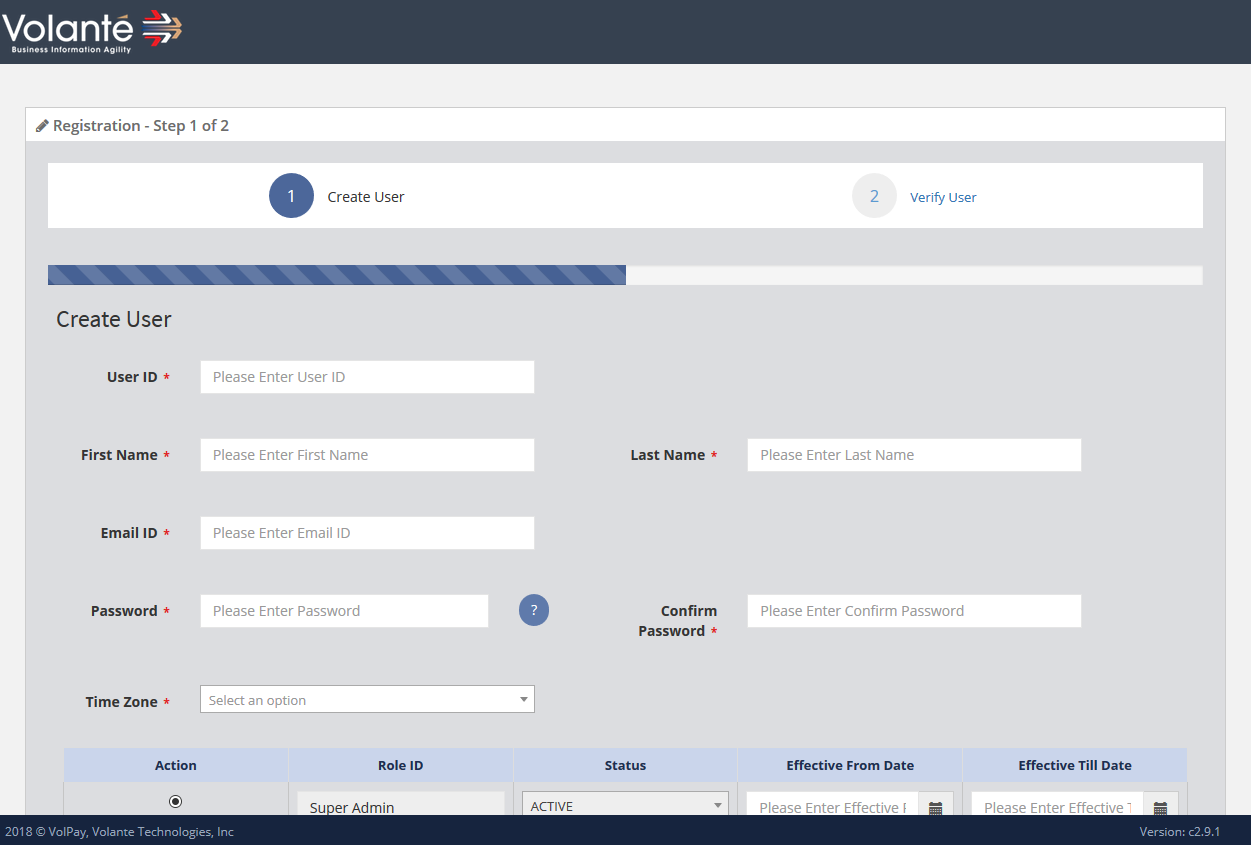 Volanté
Business Information Agility
Registration - Step 1 of 2
1 Create User
2 Verify User
Create User
User ID * Please Enter User ID
First Name * Please Enter First Name
Last Name * Please Enter Last Name
Email ID * Please Enter Email ID
Password * Please Enter Password ?
Confirm Password * Please Enter Confirm Password
Time Zone * Select an option
Action Role ID Status Effective From Date Effective Till Date
Super Admin ACTIVE Please Enter Effective Please Enter Effective
2018 © VolPay, Volante Technologies, Inc Version: c2.9.1